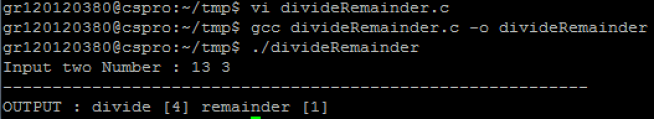 gr120120380@cspro:~/tmp$ vi divideRemainder.c
gr120120380@cspro:~/tmp$ gcc divideRemainder.c -o divideRemainder
gr120120380@cspro:~/tmp$ ./divideRemainder
Input two Number : 13 3
-----------------------------------------------------------
OUTPUT : divide [4] remainder [1]